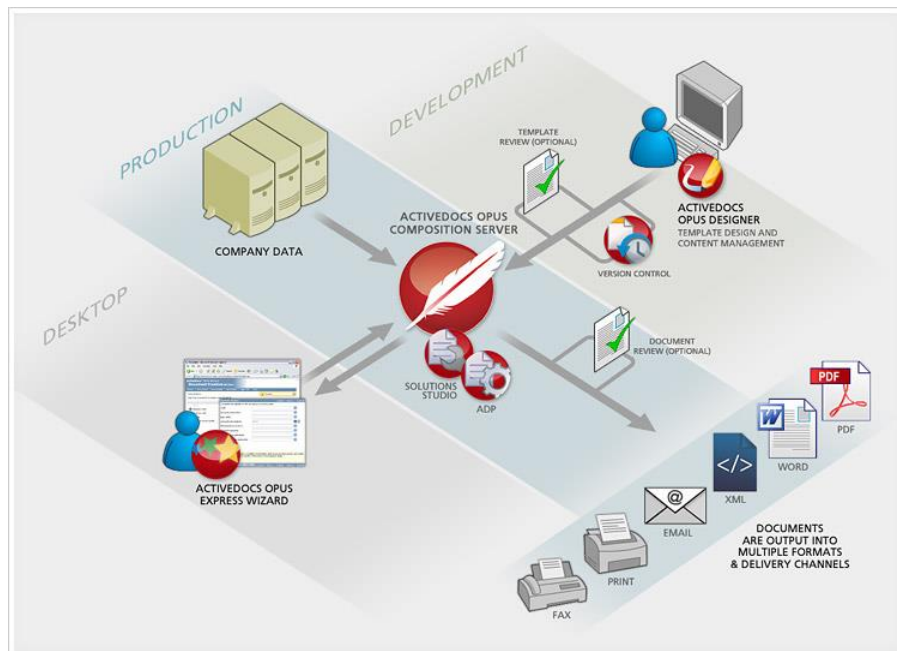 DEVELOPMENT
PRODUCTION
DESKTOP
TEMPLATE
REVIEW (OPTIONAL)
ACTIVEDOCS
OPUS DESIGNER
TEMPLATE DESIGN AND
CONTENT MANAGEMENT
VERSION CONTROL
ACTIVEDOCS OPUS
COMPOSITION SERVER
COMPANY DATA
DOCUMENT
REVIEW (OPTIONAL)
SOLUTIONS
STUDIO
ADP
ACTIVEDOCS OPUS
EXPRESS WIZARD
PDF
PDF
W
WORD
</>
XML
@
EMAIL
PRINT
FAX
DOCUMENTS
ARE OUTPUT INTO
MULTIPLE FORMATS
& DELIVERY CHANNELS